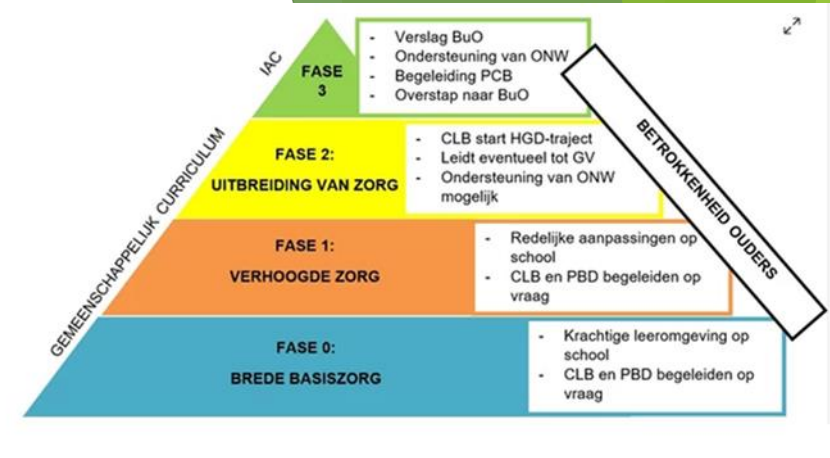 IAC
FASE
3
- Verslag BuO
- Ondersteuning van ONW
- Begeleiding PCB
- Overstap naar BuO
BETROKKENHEID OUDERS
GEMEENSCHAPPELIJK CURRICULUM
FASE 2:
UITBREIDING VAN ZORG
- CLB start HGD-traject
- Leidt eventueel tot GV
- Ondersteuning van ONW
mogelijk
FASE 1:
VERHOOGDE ZORG
- Redelijke aanpassingen op
school
- CLB en PBD begeleiden op
vraag
FASE 0:
BREDE BASISZORG
- Krachtige leeromgeving op
school
- CLB en PBD begeleiden op
vraag